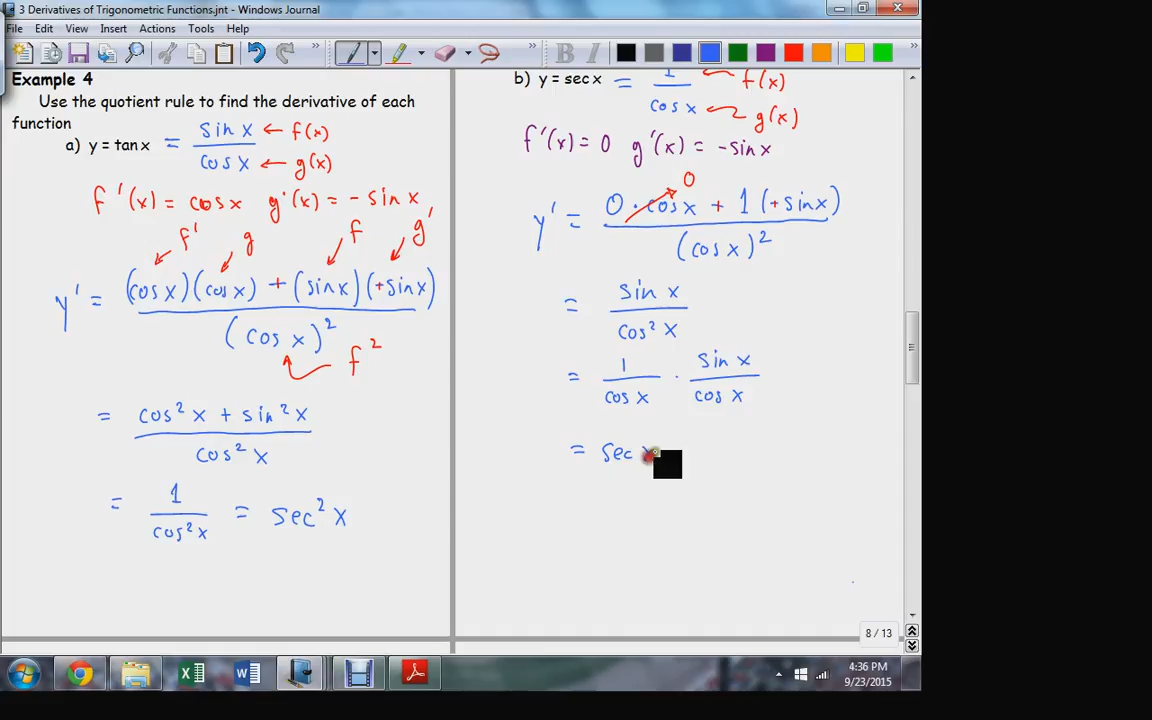 3 Derivatives of Trigonometric Functions.jnt - Windows Journal
File Edit View Insert Actions Tools Help
Example 4
Use the quotient rule to find the derivative of each
function
a) y = tan x = sin x / cos x
← f(x)
← g(x)
f'(x) = cos x g'(x) = - sin x
f' g f g'
y' = (cos x)(cos x) + (sin x)(+sin x) / (cos x)²
f²
= cos² x + sin² x / cos² x
= 1 / cos² x = sec² x
b) y = sec x = 1 / cos x
f(x)
g(x)
f'(x) = 0 g'(x) = - sin x
0
y' = 0 · cos x + 1 (+sin x) / (cos x)²
= sin x / cos² x
= 1 / cos x · sin x / cos x
= sec x
8 / 13
4:36 PM
9/23/2015